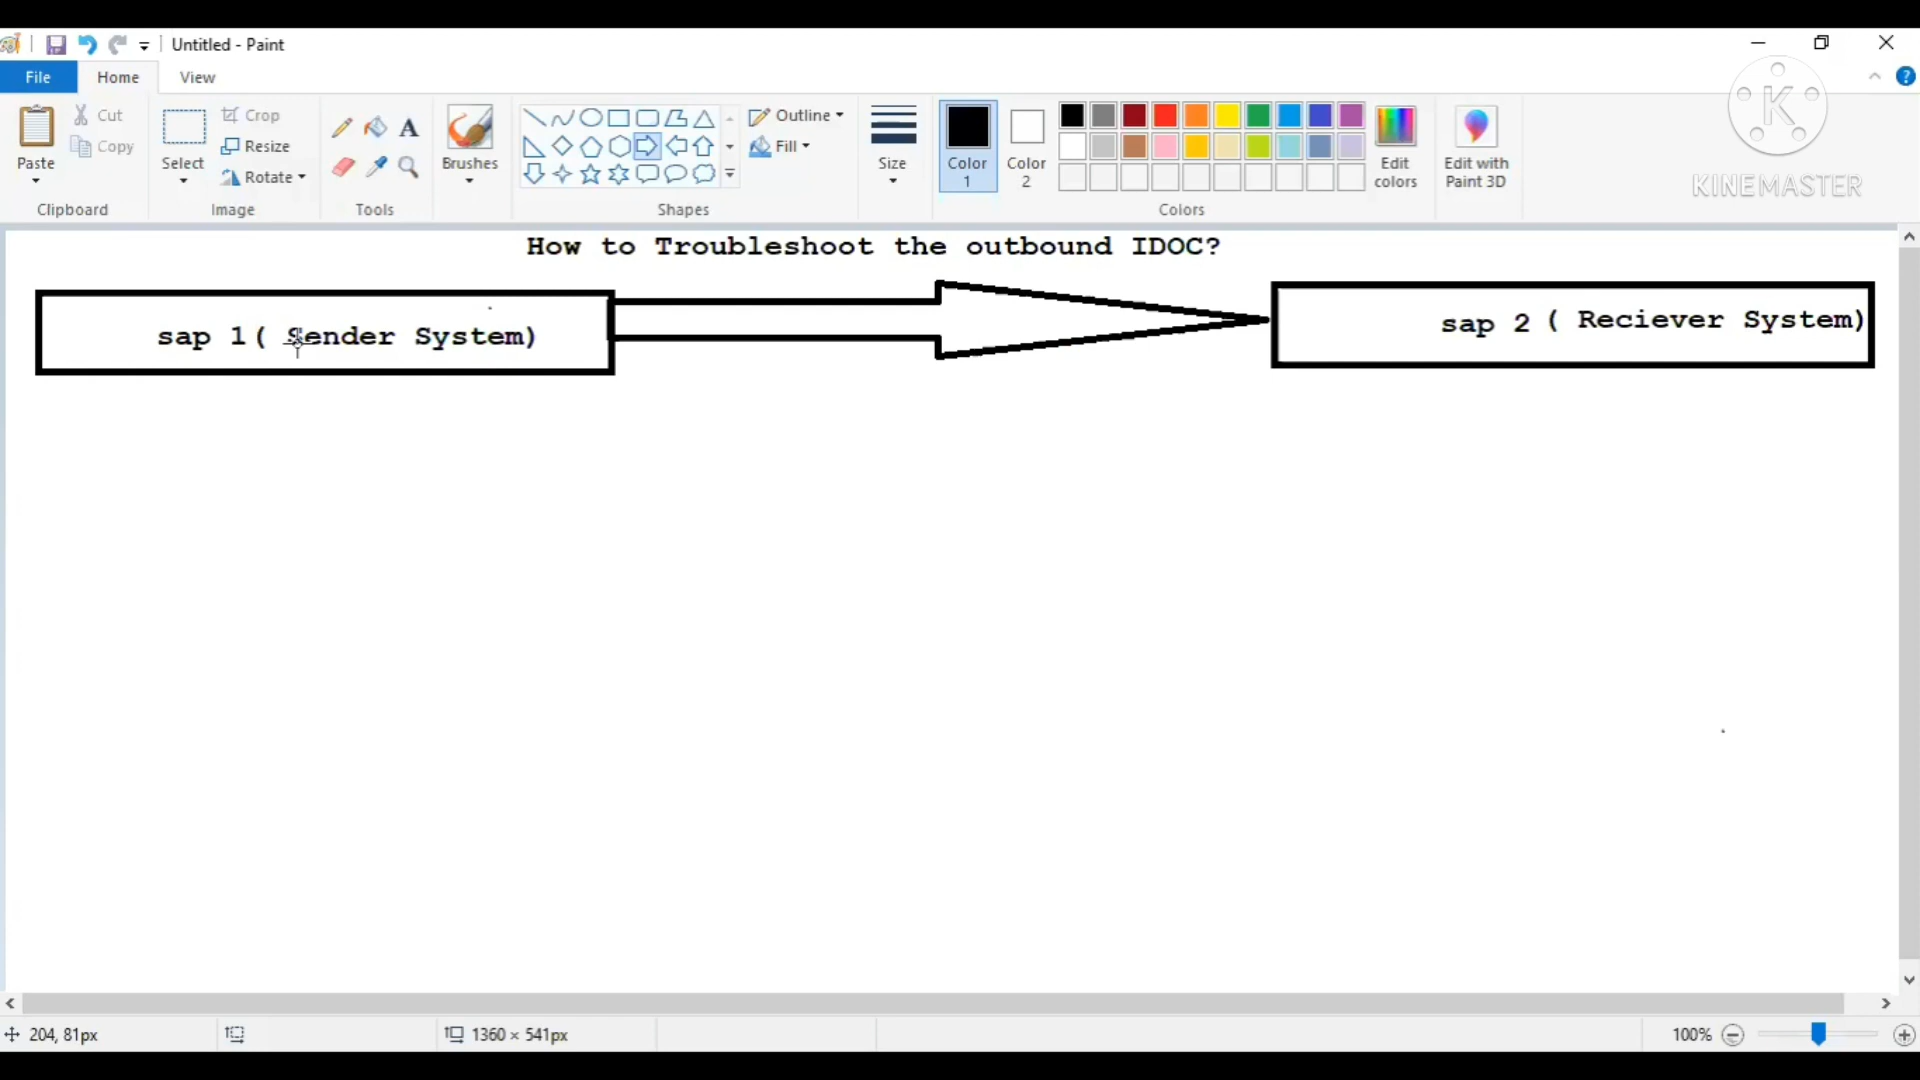 Untitled - Paint
File Home View
Paste
Cut
Copy
Clipboard
Select
Crop
Resize
Rotate
Image
Tools
Brushes
Shapes
Outline
Fill
Size
Color 1
Color 2
Edit colors
Colors
Edit with Paint 3D
K
KINEMASTER
How to Troubleshoot the outbound IDOC?
sap 1( Sender System)
sap 2 ( Reciever System)
204, 81px
1360 × 541px
100%